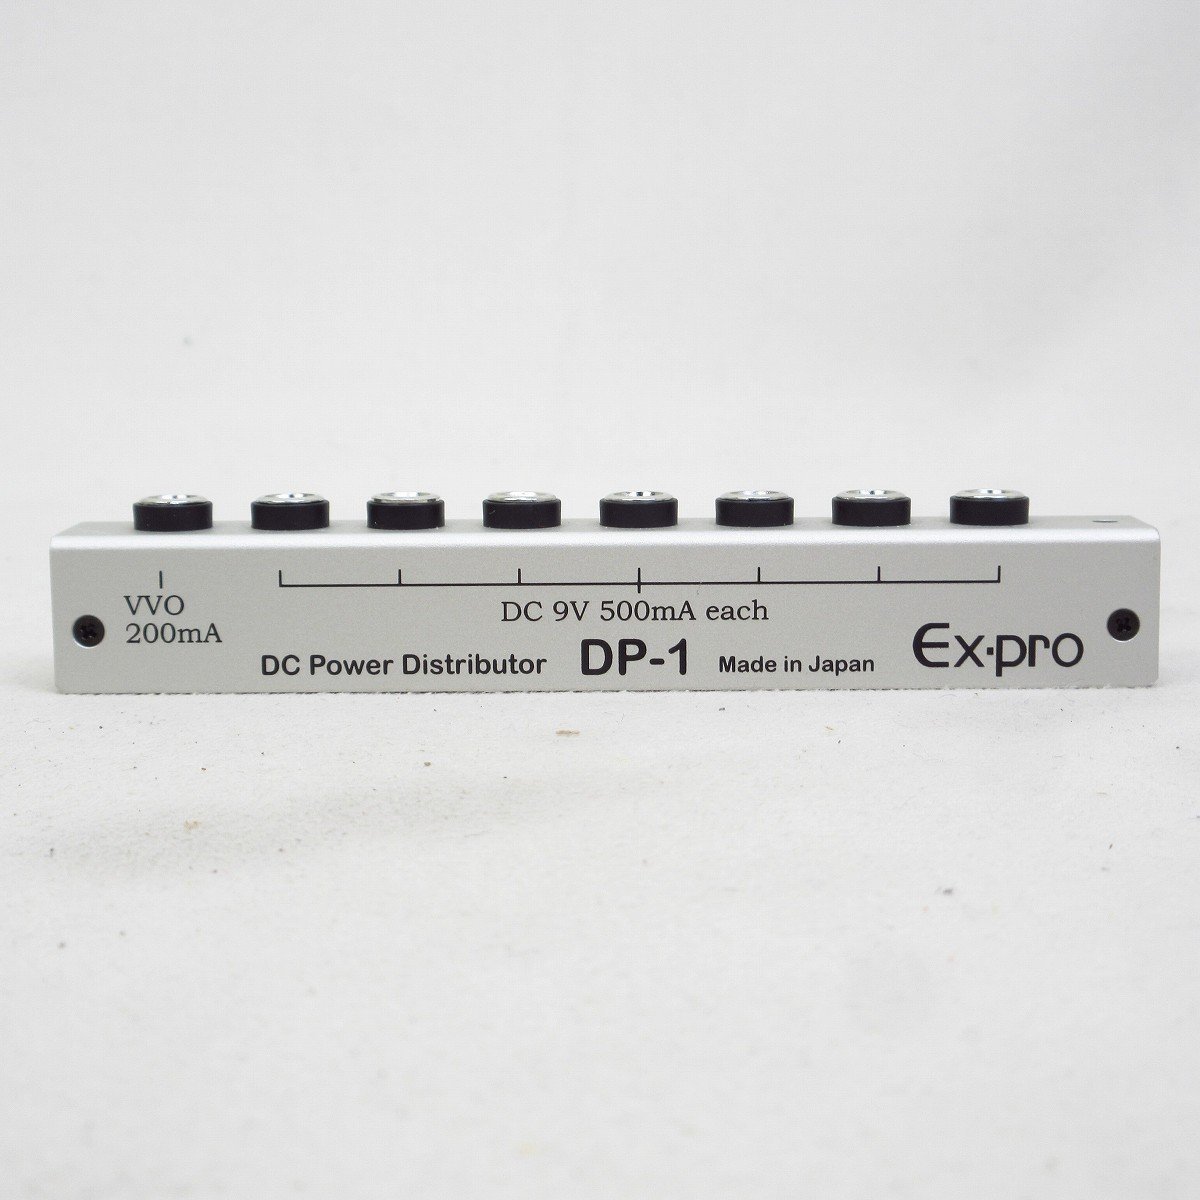 VVO
200mA
DC 9V 500mA each
DC Power Distributor DP-1 Made in Japan Ex·pro